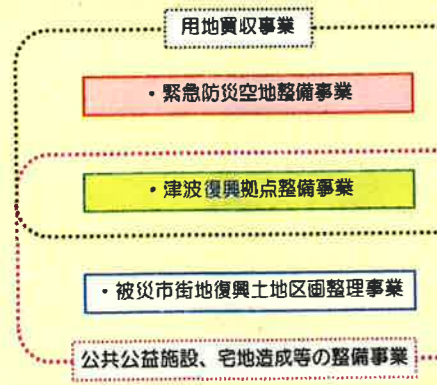 用地買収事業
・緊急防災空地整備事業
・津波復興拠点整備事業
・被災市街地復興土地区画整理事業
公共公益施設、宅地造成等の整備事業